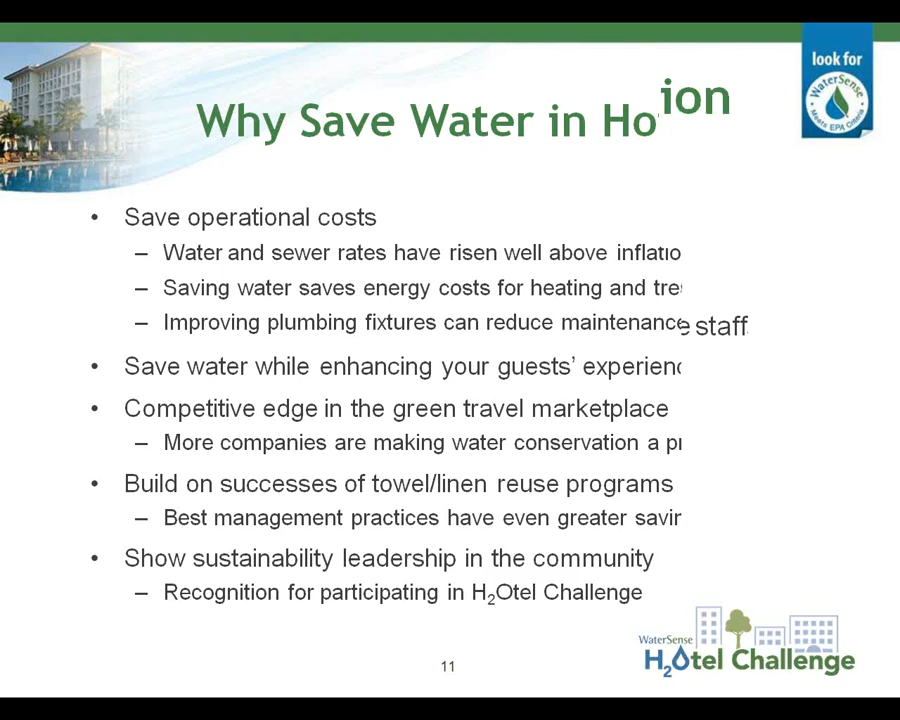 look for
WaterSense
Meets EPA Criteria
Why Save Water in Ho
ion
• Save operational costs
– Water and sewer rates have risen well above inflatio
– Saving water saves energy costs for heating and
– Improving plumbing fixtures can reduce maintenance staff
• Save water while enhancing your guests’ experienc
• Competitive edge in the green travel marketplace
– More companies are making water conservation a
• Build on successes of towel/linen reuse programs
– Best management practices have even greater
• Show sustainability leadership in the community
– Recognition for participating in H2Otel Challenge
WaterSense
H2Otel Challenge
11